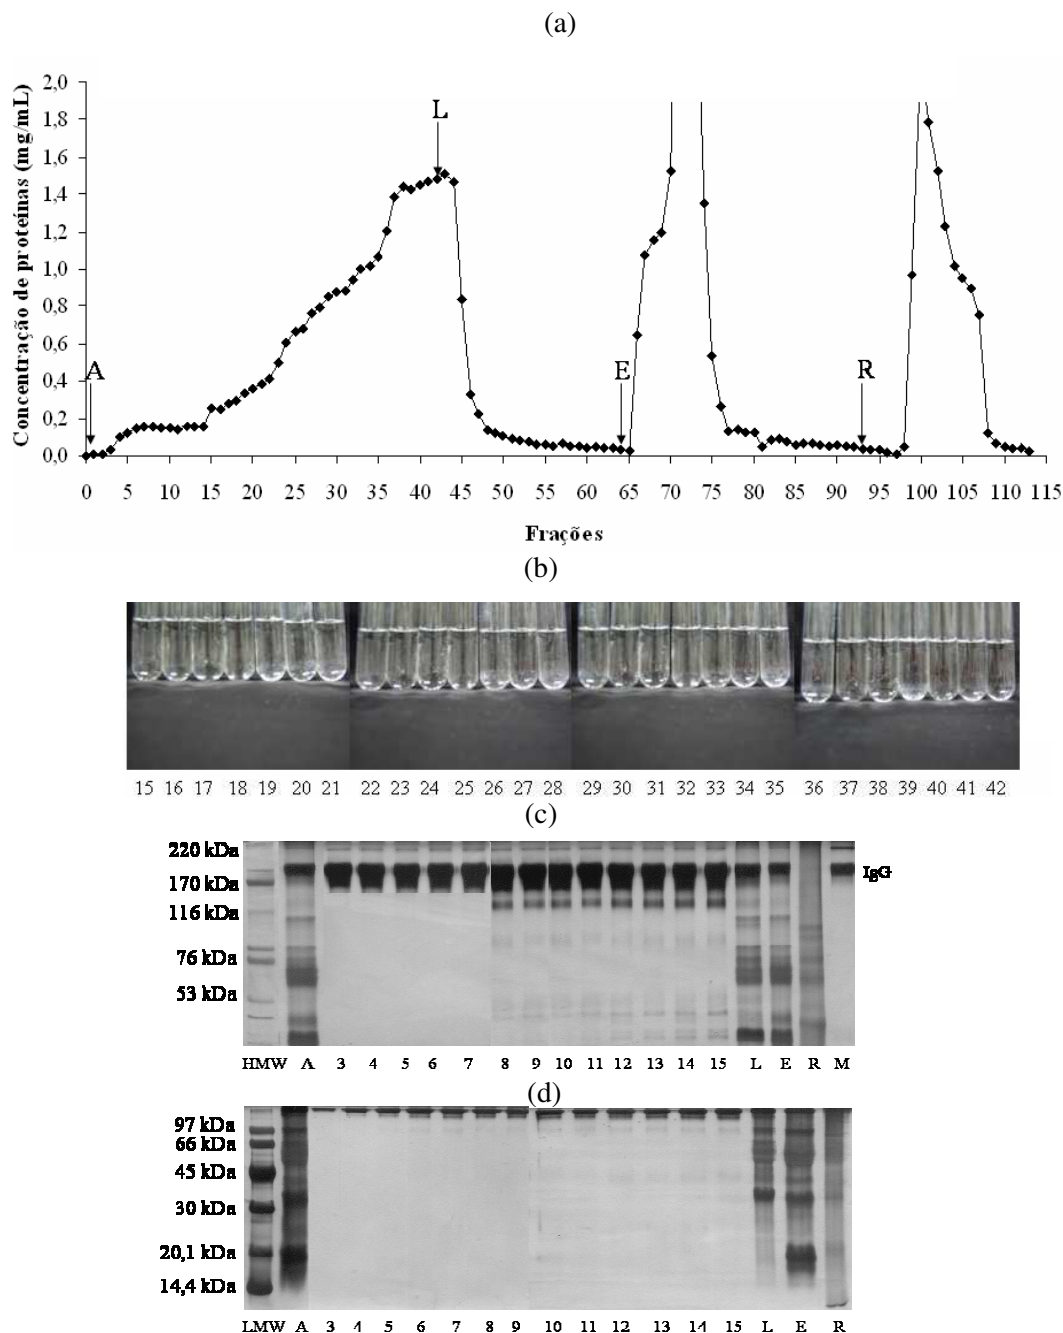 (a)
Concentração de proteínas (mg/mL)
2,0
1,8
1,6
1,4
1,2
1,0
0,8
0,6
0,4
0,2
0,0
A
L
E
R
0 5 10 15 20 25 30 35 40 45 50 55 60 65 70 75 80 85 90 95 100 105 110 115
Frações
(b)
15 16 17 18 19 20 21 22 23 24 25 26 27 28 29 30 31 32 33 34 35 36 37 38 39 40 41 42
(c)
220 kDa
IgG
170 kDa
116 kDa
76 kDa
53 kDa
HMW A 3 4 5 6 7 8 9 10 11 12 13 14 15 L E R M
(d)
97 kDa
66 kDa
45 kDa
30 kDa
20,1 kDa
14,4 kDa
LMW A 3 4 5 6 7 8 9 10 11 12 13 14 15 L E R